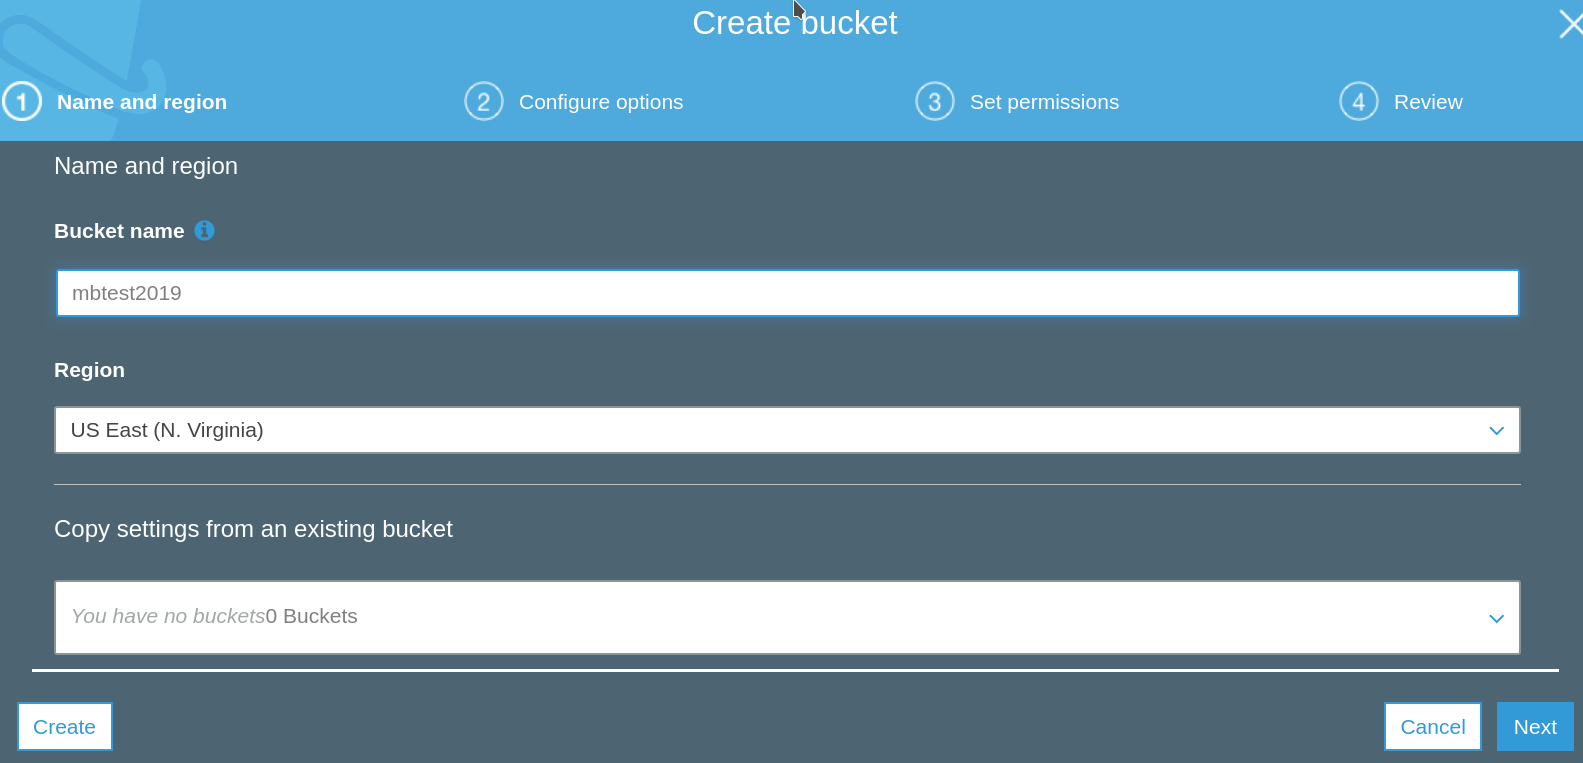 Create bucket
1 Name and region
2 Configure options
3 Set permissions
4 Review
Name and region
Bucket name
mbtest2019
Region
US East (N. Virginia)
Copy settings from an existing bucket
You have no buckets0 Buckets
Create
Cancel
Next